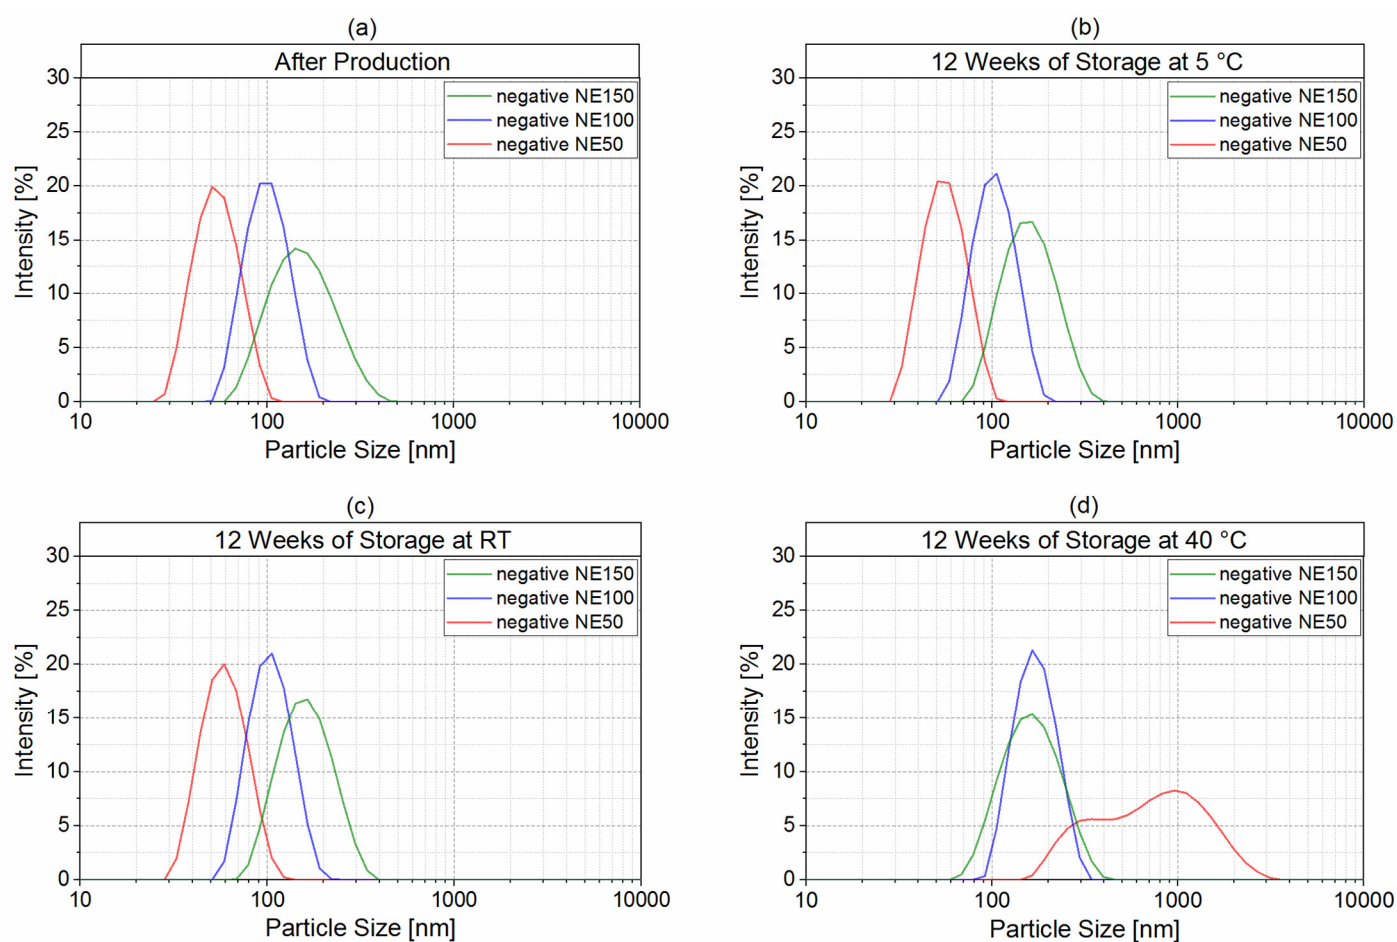 (a)
After Production
30
25
20
15
10
5
0
Intensity [%]
negative NE150
negative NE100
negative NE50
10
100
1000
10000
Particle Size [nm]
(b)
12 Weeks of Storage at 5 °C
30
25
20
15
10
5
0
Intensity [%]
negative NE150
negative NE100
negative NE50
10
100
1000
10000
Particle Size [nm]
(c)
12 Weeks of Storage at RT
30
25
20
15
10
5
0
Intensity [%]
negative NE150
negative NE100
negative NE50
10
100
1000
10000
Particle Size [nm]
(d)
12 Weeks of Storage at 40 °C
30
25
20
15
10
5
0
Intensity [%]
negative NE150
negative NE100
negative NE50
10
100
1000
10000
Particle Size [nm]